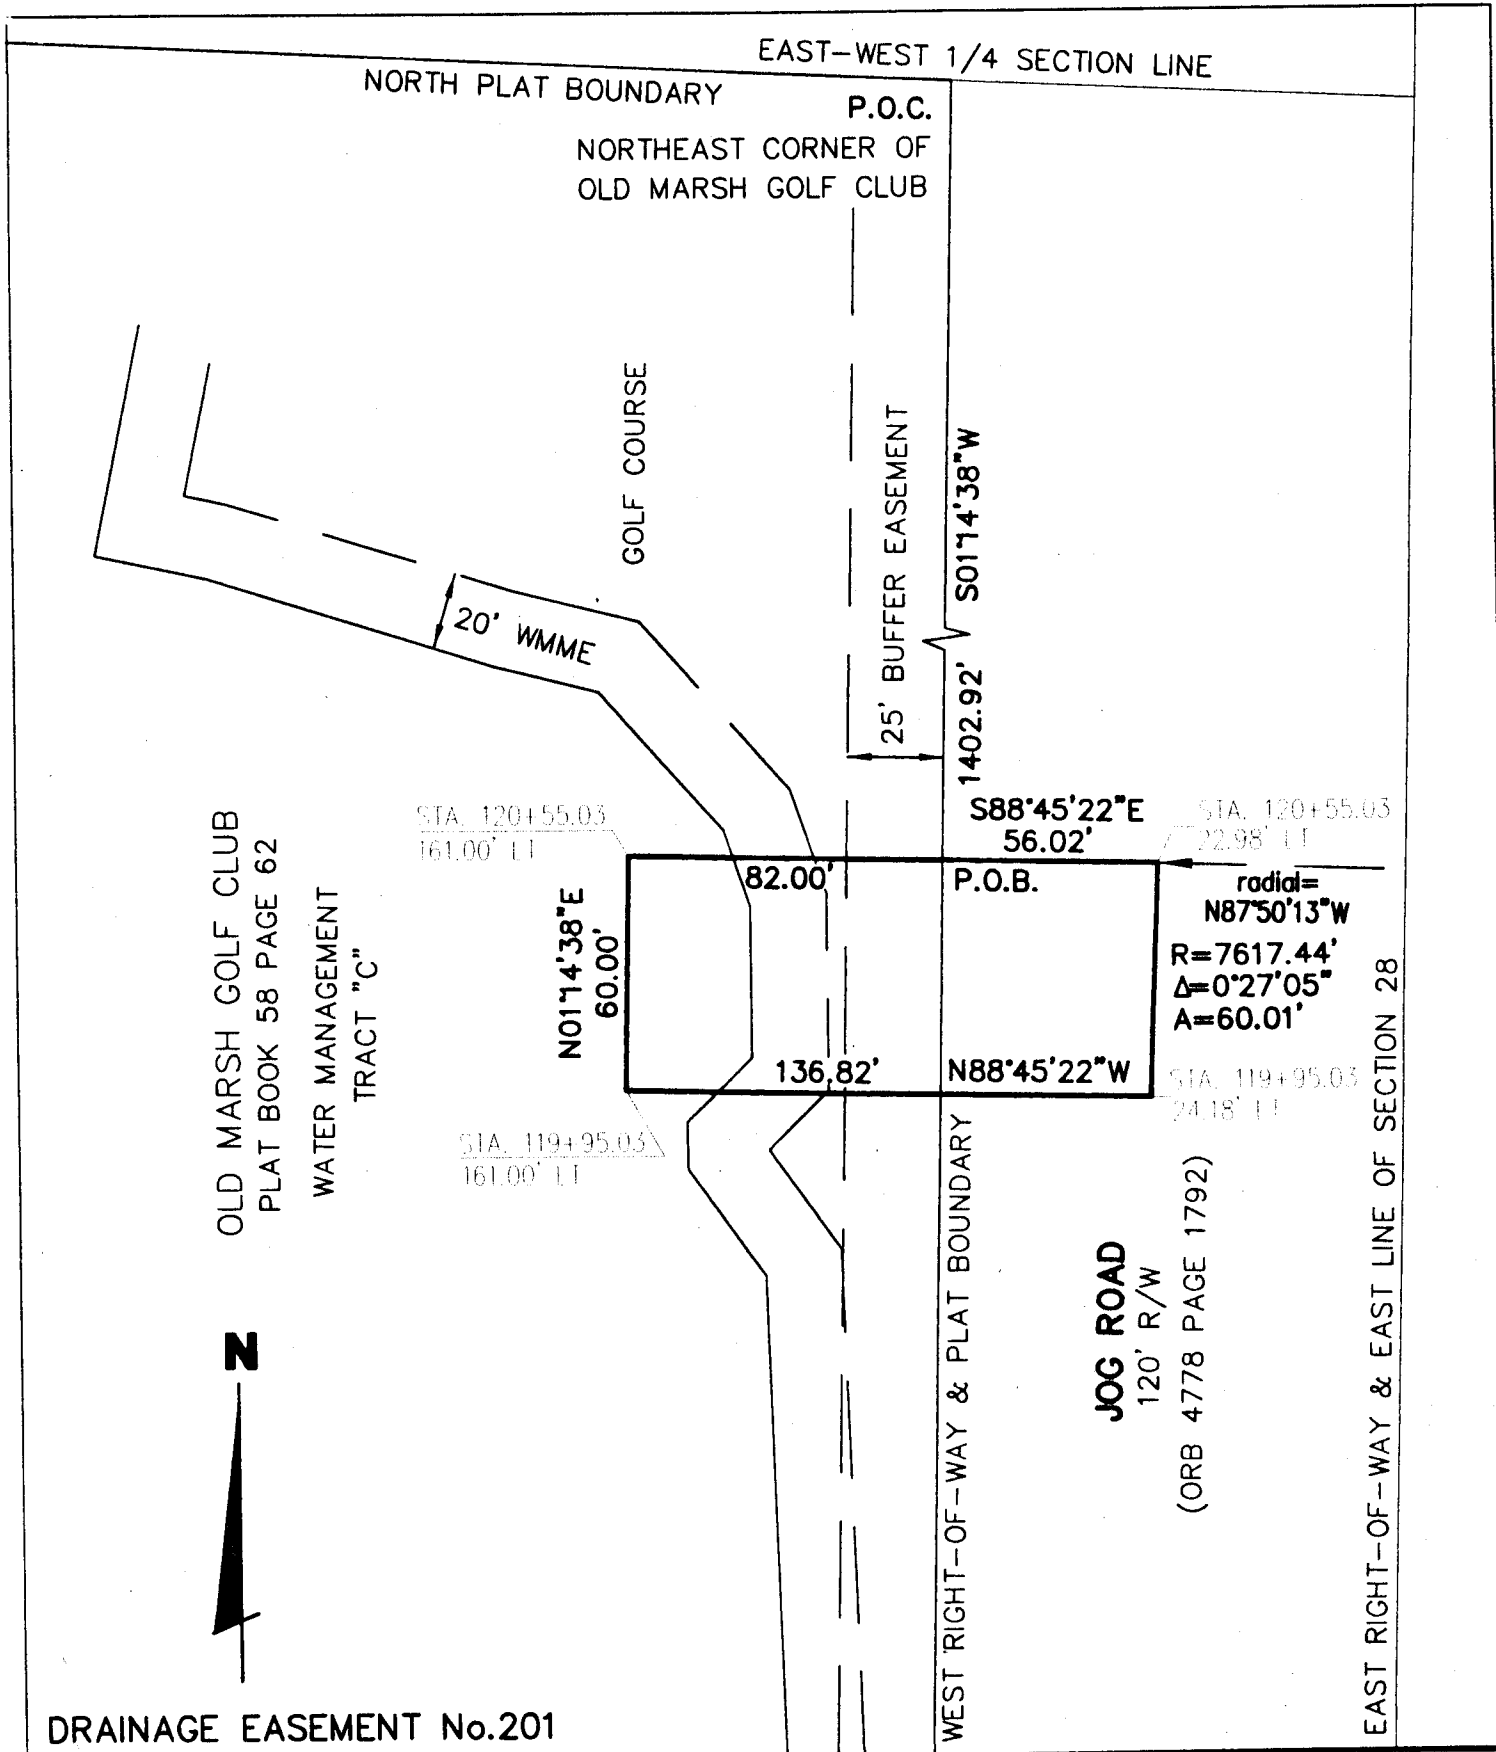 EAST-WEST 1/4 SECTION LINE
NORTH PLAT BOUNDARY
P.O.C.
NORTHEAST CORNER OF
OLD MARSH GOLF CLUB
GOLF COURSE
25' BUFFER EASEMENT
S01°14'38"W
1402.92'
20' WMME
STA. 120+55.03
161.00' LT
S88°45'22"E
56.02'
STA. 120+55.03
22.98' LT
82.00'
P.O.B.
radial=
N87°50'13"W
R=7617.44'
Δ=0°27'05"
A=60.01'
N01°14'38"E
60.00'
136.82'
N88°45'22"W
STA. 119+95.03
24.18' LT
STA. 119+95.03
161.00' LT
OLD MARSH GOLF CLUB
PLAT BOOK 58 PAGE 62
WATER MANAGEMENT
TRACT "C"
WEST RIGHT-OF-WAY & PLAT BOUNDARY
JOG ROAD
120' R/W
(ORB 4778 PAGE 1792)
EAST RIGHT-OF-WAY & EAST LINE OF SECTION 28
N
DRAINAGE EASEMENT No.201